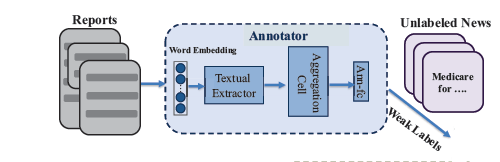 Reports
Annotator
Unlabeled News
Word Embedding
Textual
Extractor
Aggregation
Cell
Ann-fc
Medicare
for ....
Weak Labels